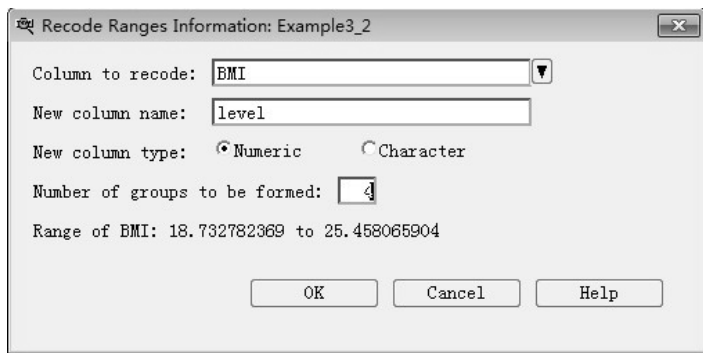 Recode Ranges Information: Example3_2
Column to recode: BMI
New column name: level
New column type: Numeric Character
Number of groups to be formed: 4
Range of BMI: 18.732782369 to 25.458065904
OK Cancel Help